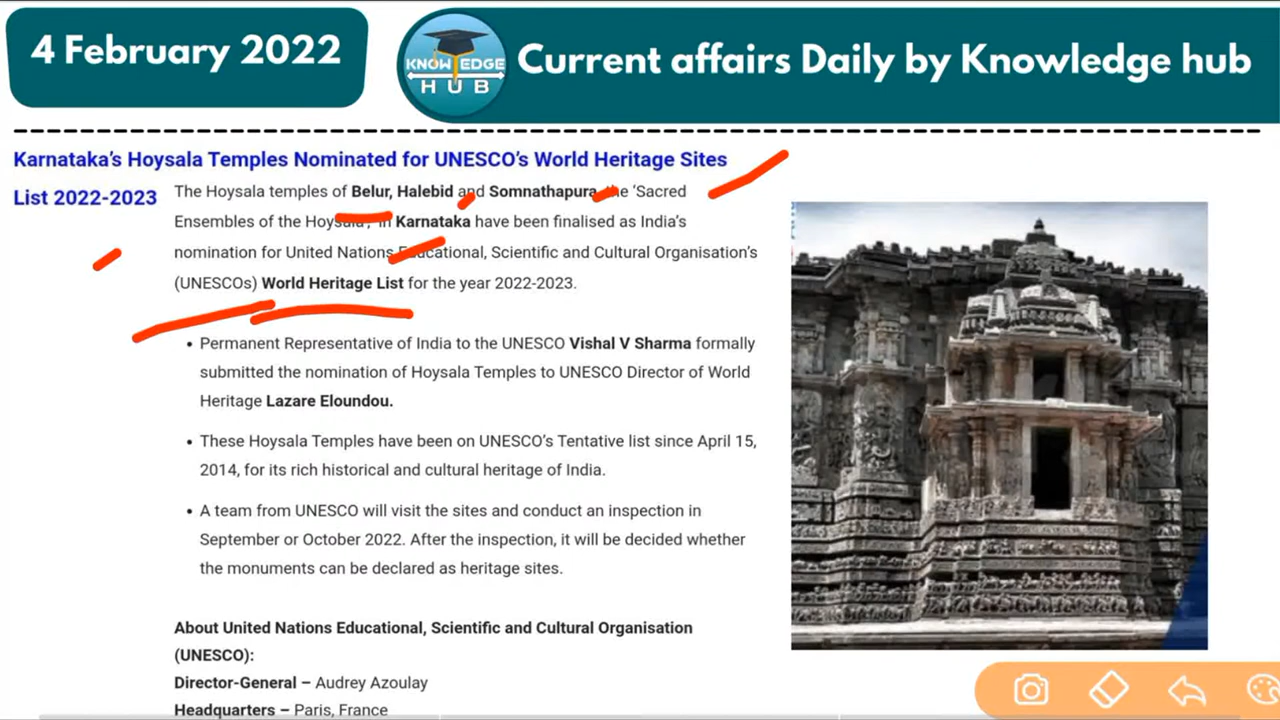 4 February 2022
KNOWLEDGE
HUB
Current affairs Daily by Knowledge hub
Karnataka's Hoysala Temples Nominated for UNESCO's World Heritage Sites
List 2022-2023
The Hoysala temples of Belur, Halebid and Somnathapura, the 'Sacred
Ensembles of the Hoysala', in Karnataka have been finalised as India's
nomination for United Nations Educational, Scientific and Cultural Organisation's
(UNESCOs) World Heritage List for the year 2022-2023.
• Permanent Representative of India to the UNESCO Vishal V Sharma formally
submitted the nomination of Hoysala Temples to UNESCO Director of World
Heritage Lazare Eloundou.
• These Hoysala Temples have been on UNESCO's Tentative list since April 15,
2014, for its rich historical and cultural heritage of India.
• A team from UNESCO will visit the sites and conduct an inspection in
September or October 2022. After the inspection, it will be decided whether
the monuments can be declared as heritage sites.
About United Nations Educational, Scientific and Cultural Organisation
(UNESCO):
Director-General – Audrey Azoulay
Headquarters – Paris, France